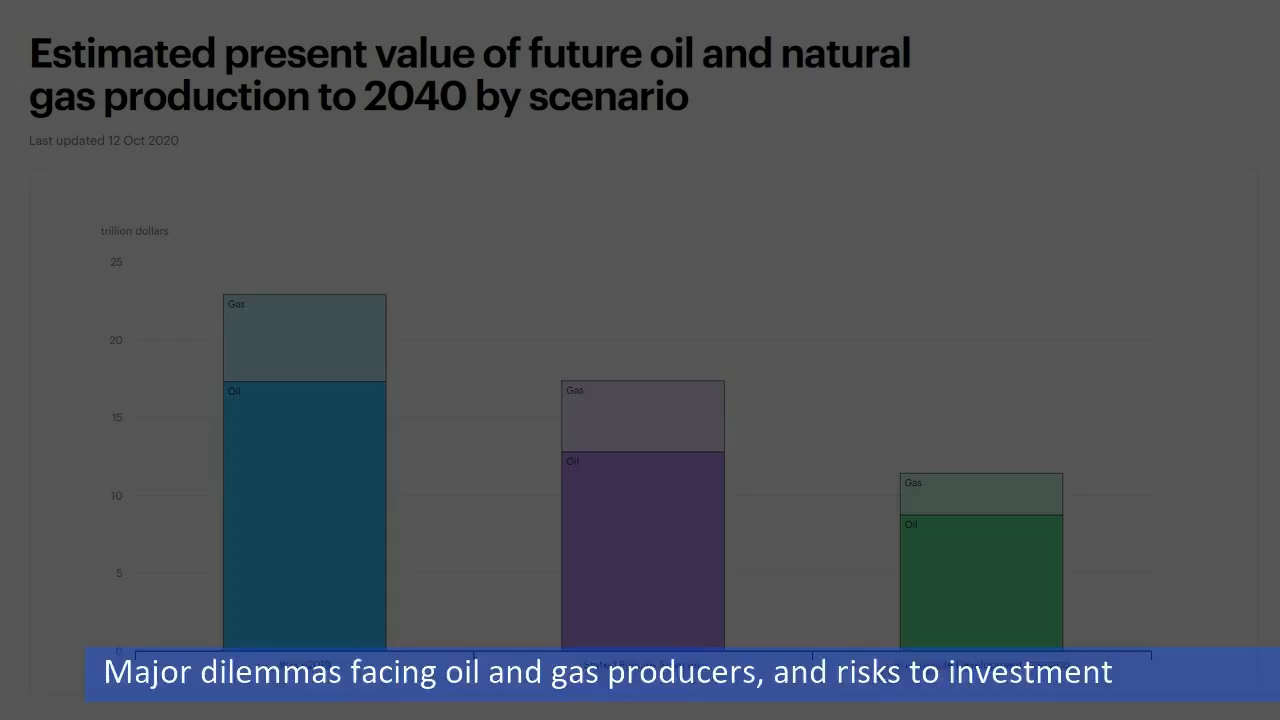 Estimated present value of future oil and natural
gas production to 2040 by scenario
Last updated 12 Oct 2020
trillion dollars
25
20
15
10
5
0
Gas
Oil
Gas
Oil
Gas
Oil
Major dilemmas facing oil and gas producers, and risks to investment